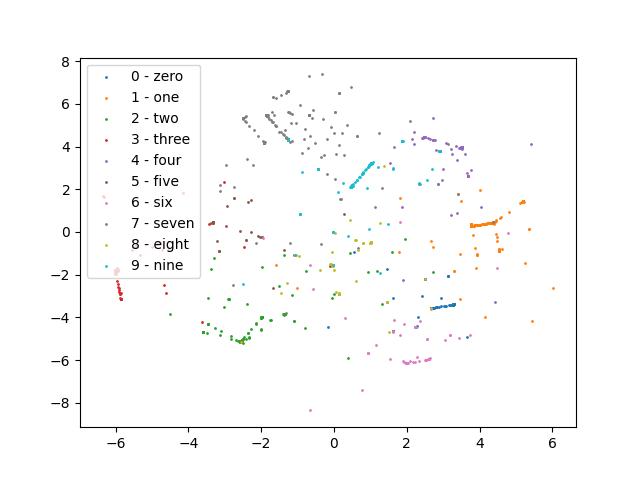 8
6
4
2
0
−2
−4
−6
−8
−6 −4 −2 0 2 4 6
0 - zero
1 - one
2 - two
3 - three
4 - four
5 - five
6 - six
7 - seven
8 - eight
9 - nine